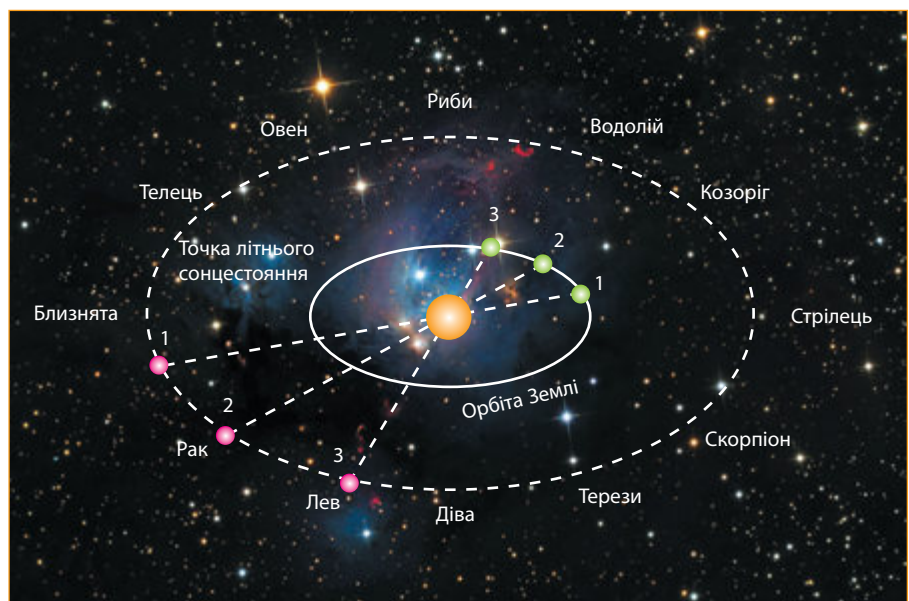 Риби
Овен
Водолій
Телець
Козоріг
3
2
Точка літнього
сонцестояння
1
Близнята
Стрілець
1
Орбіта Землі
2
Рак
Скорпіон
3
Лев
Терези
Діва